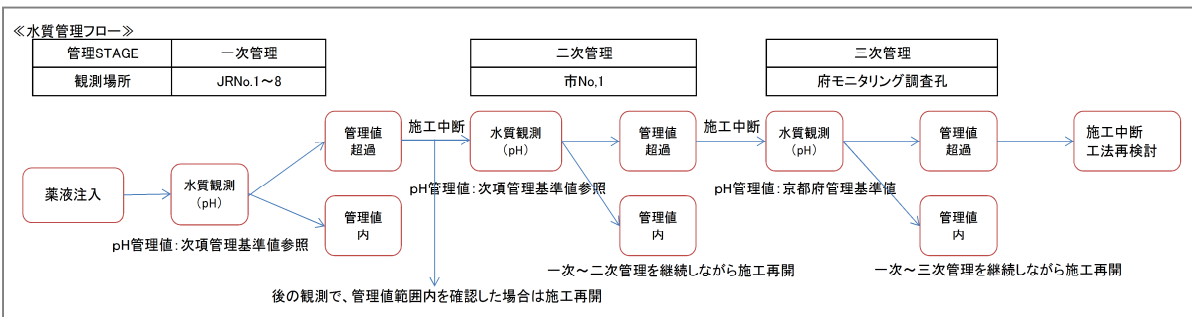 ≪水質管理フロー≫
管理STAGE 一次管理 二次管理 三次管理
観測場所 JRNo.1～8 市No,1 府モニタリング調査孔
管理値
超過
施工中断
水質観測
(pH)
管理値
超過
施工中断
水質観測
(pH)
管理値
超過
施工中断
工法再検討
薬液注入
水質観測
(pH)
pH管理値：次項管理基準値参照
pH管理値：京都府管理基準値
管理値
内
管理値
内
管理値
内
pH管理値：次項管理基準値参照
一次～二次管理を継続しながら施工再開
一次～三次管理を継続しながら施工再開
後の観測で、管理値範囲内を確認した場合は施工再開